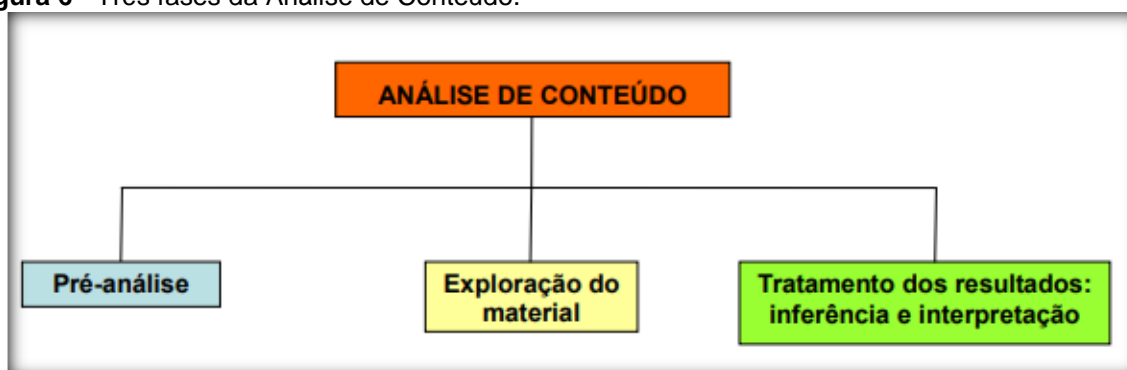 gura 6 - Três fases da Análise de Conteúdo.
ANÁLISE DE CONTEÚDO
Pré-análise
Exploração do
material
Tratamento dos resultados:
inferência e interpretação